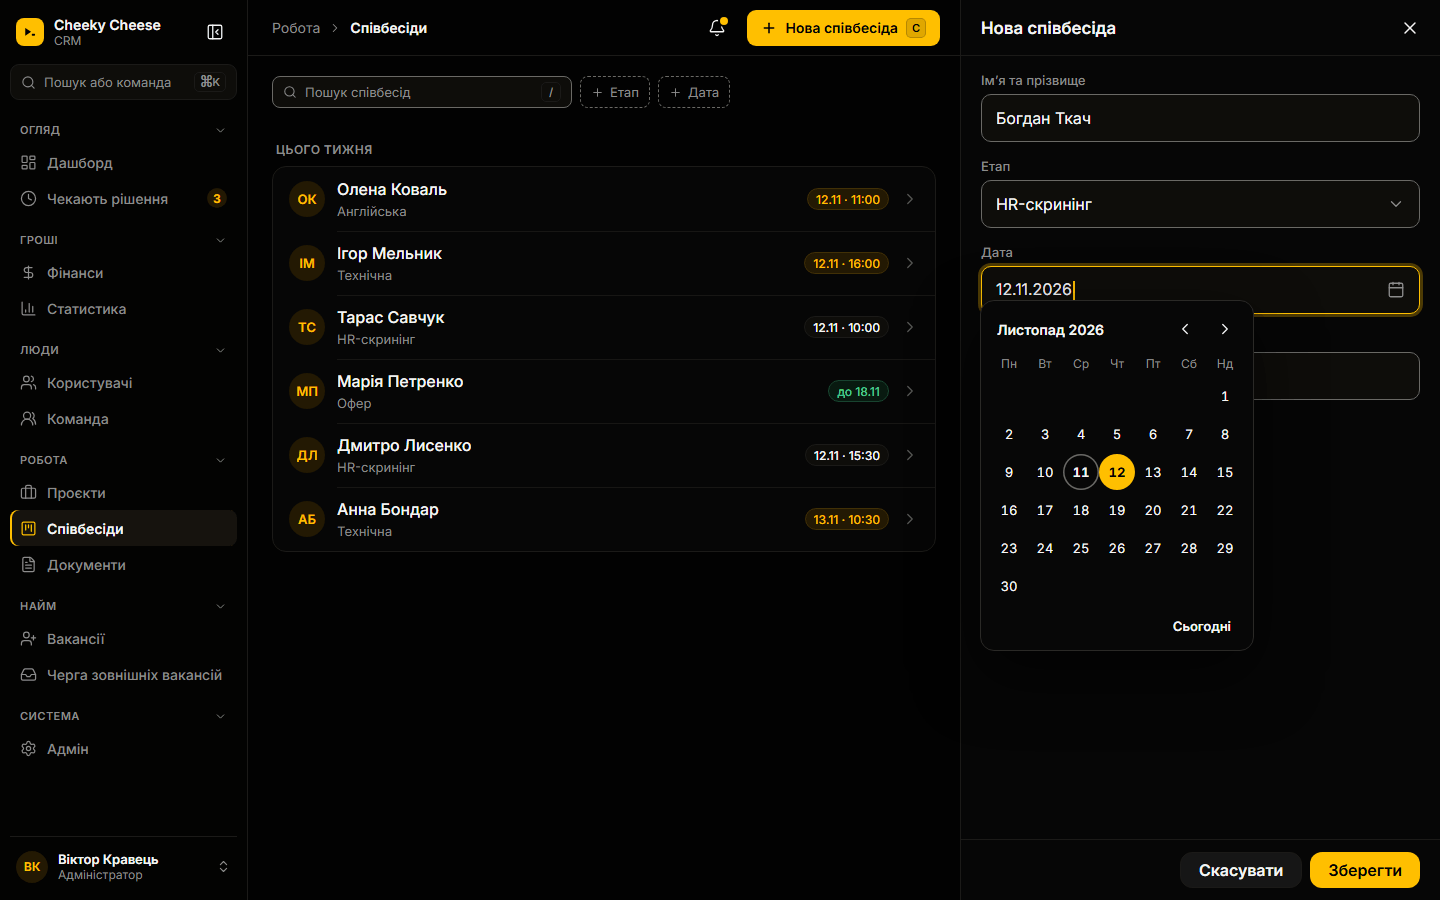 Cheeky Cheese
CRM
Пошук або команда ⌘K
ОГЛЯД
Дашборд
Чекають рішення 3
ГРОШІ
Фінанси
Статистика
ЛЮДИ
Користувачі
Команда
РОБОТА
Проєкти
Співбесіди
Документи
НАЙМ
Вакансії
Черга зовнішніх вакансій
СИСТЕМА
Адмін
ВК
Віктор Кравець
Адміністратор
Робота Співбесіди
Нова співбесіда C
Пошук співбесід /
Етап
Дата
ЦЬОГО ТИЖНЯ
ОК
Олена Коваль
Англійська
12.11 · 11:00
ІМ
Ігор Мельник
Технічна
12.11 · 16:00
ТС
Тарас Савчук
HR-скринінг
12.11 · 10:00
МП
Марія Петренко
Офер
до 18.11
ДЛ
Дмитро Лисенко
HR-скринінг
12.11 · 15:30
АБ
Анна Бондар
Технічна
13.11 · 10:30
Нова співбесіда
Ім’я та прізвище
Богдан Ткач
Етап
HR-скринінг
Дата
12.11.2026
Листопад 2026
Пн Вт Ср Чт Пт Сб Нд
1
2 3 4 5 6 7 8
9 10 11 12 13 14 15
16 17 18 19 20 21 22
23 24 25 26 27 28 29
30
Сьогодні
Скасувати
Зберегти